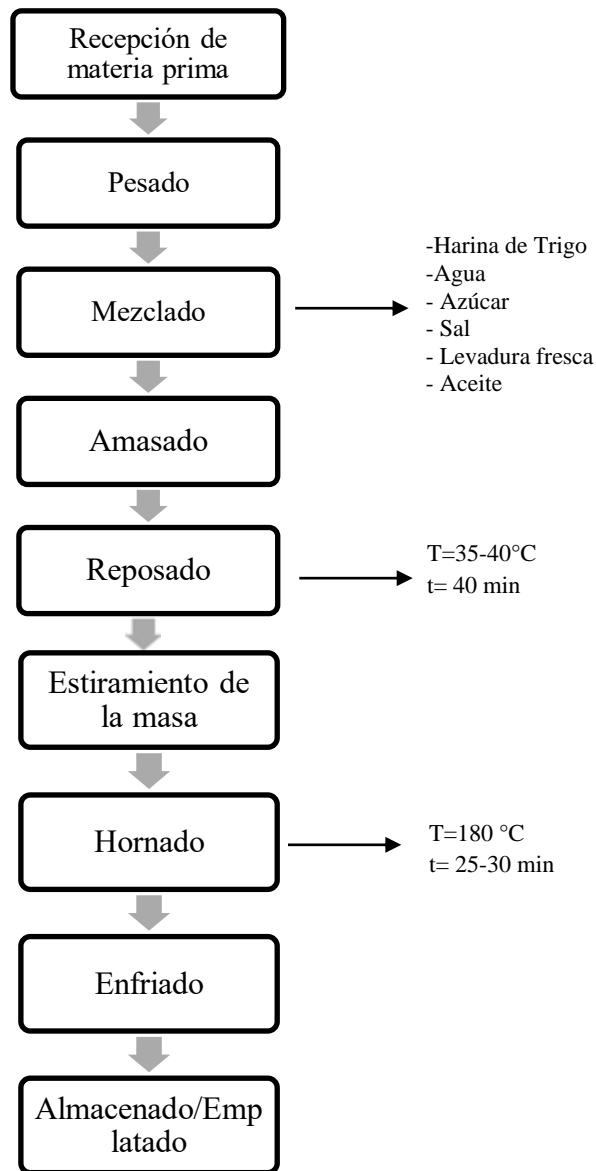 Recepción de
materia prima
Pesado
Mezclado
-Harina de Trigo
-Agua
- Azúcar
- Sal
- Levadura fresca
- Aceite
Amasado
Reposado
T=35-40°C
t= 40 min
Estiramiento de
la masa
Hornado
T=180 °C
t= 25-30 min
Enfriado
Almacenado/Emp
latado